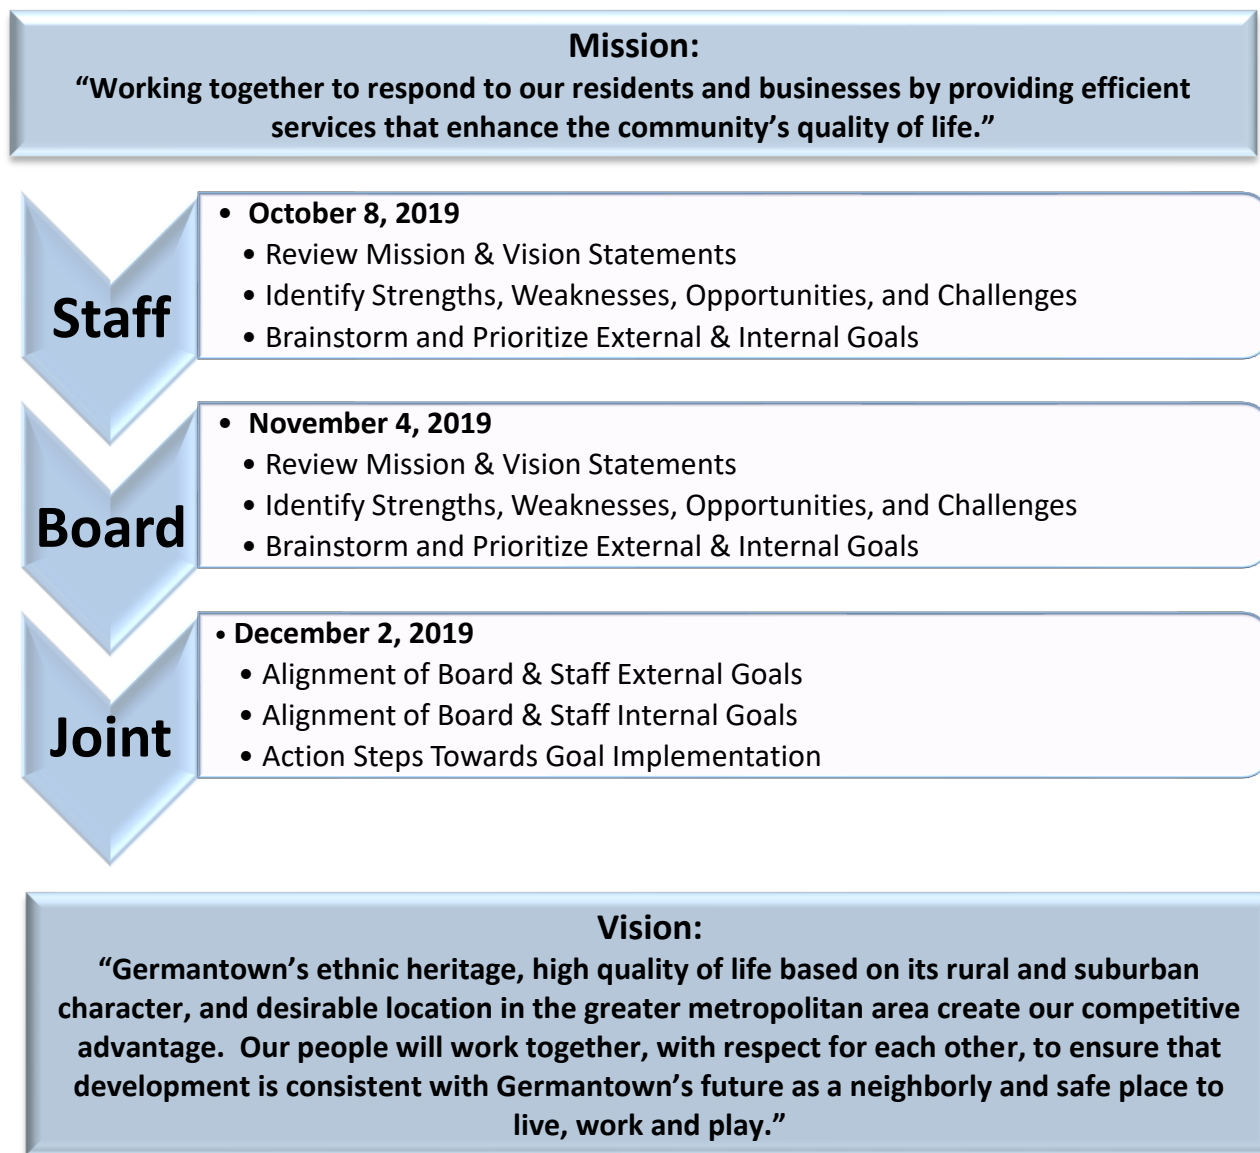 Mission:
“Working together to respond to our residents and businesses by providing efficient
services that enhance the community’s quality of life.”
Staff
• October 8, 2019
• Review Mission & Vision Statements
• Identify Strengths, Weaknesses, Opportunities, and Challenges
• Brainstorm and Prioritize External & Internal Goals
Board
• November 4, 2019
• Review Mission & Vision Statements
• Identify Strengths, Weaknesses, Opportunities, and Challenges
• Brainstorm and Prioritize External & Internal Goals
Joint
• December 2, 2019
• Alignment of Board & Staff External Goals
• Alignment of Board & Staff Internal Goals
• Action Steps Towards Goal Implementation
Vision:
“Germantown’s ethnic heritage, high quality of life based on its rural and suburban
character, and desirable location in the greater metropolitan area create our competitive
advantage.  Our people will work together, with respect for each other, to ensure that
development is consistent with Germantown’s future as a neighborly and safe place to
live, work and play.”